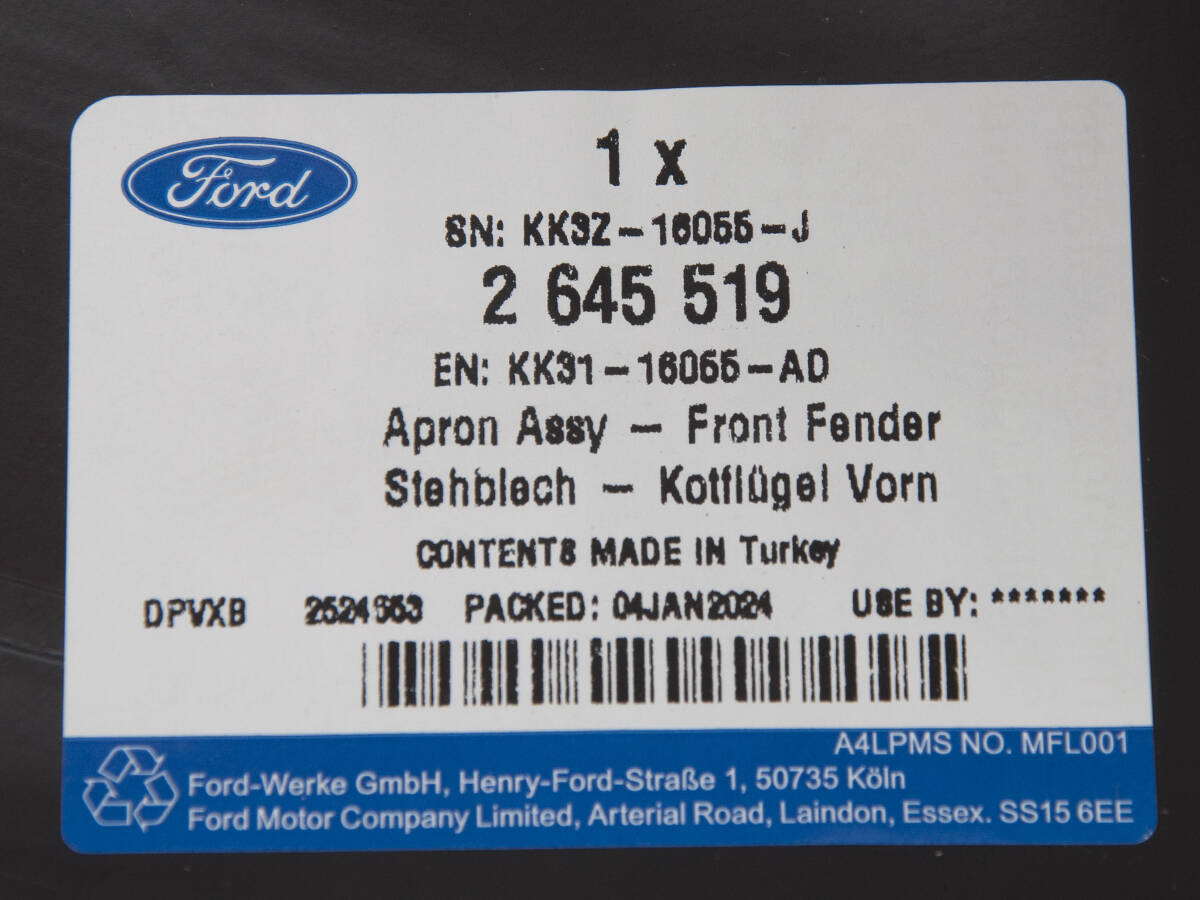 Ford
1 x
SN: KK3Z-16055-J
2 645 519
EN: KK31-16055-AD
Apron Assy - Front Fender
Stehblech - Kotflügel Vorn
CONTENTS MADE IN Turkey
DPVXB PACKED: 04JAN2024 USE BY: *******
A4LPMS NO. MFL001
Ford-Werke GmbH, Henry-Ford-Straße 1, 50735 Köln
Ford Motor Company Limited, Arterial Road, Laindon, Essex. SS15 6EE